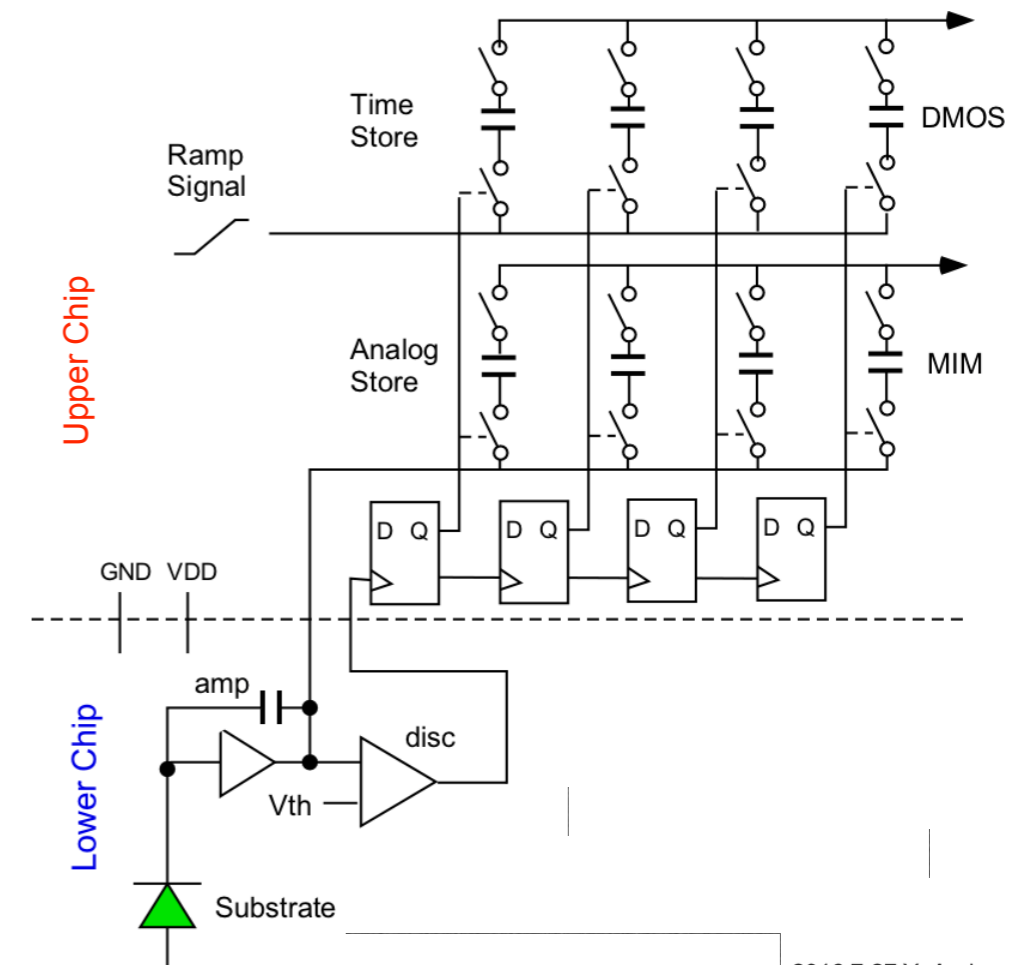 Time
Store
DMOS
Ramp
Signal
Upper Chip
Analog
Store
MIM
D Q
D Q
D Q
D Q
GND VDD
amp
disc
Vth
Lower Chip
Substrate